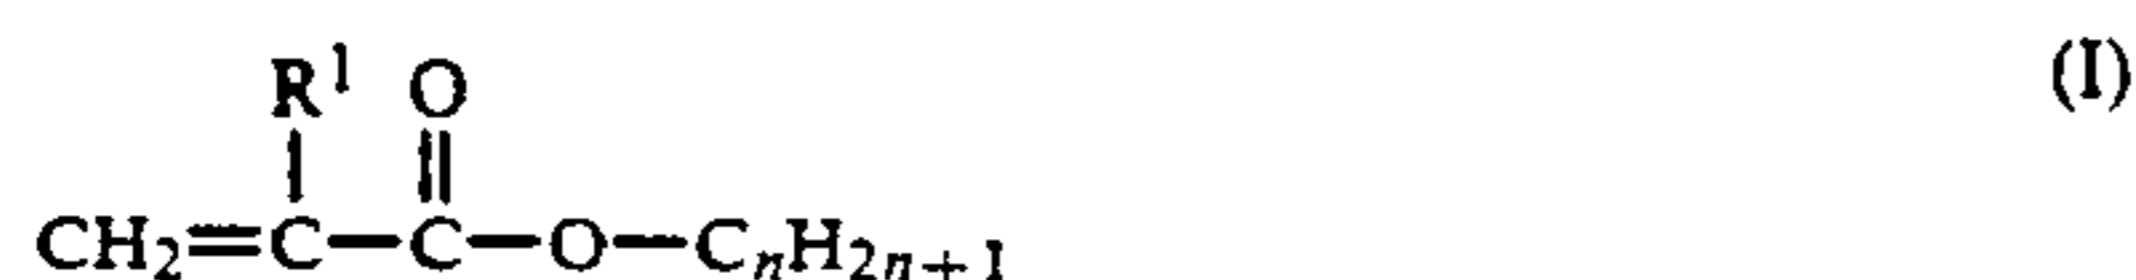 R¹ O (I)
CH₂=C—C—O—CₙH₂ₙ₊₁